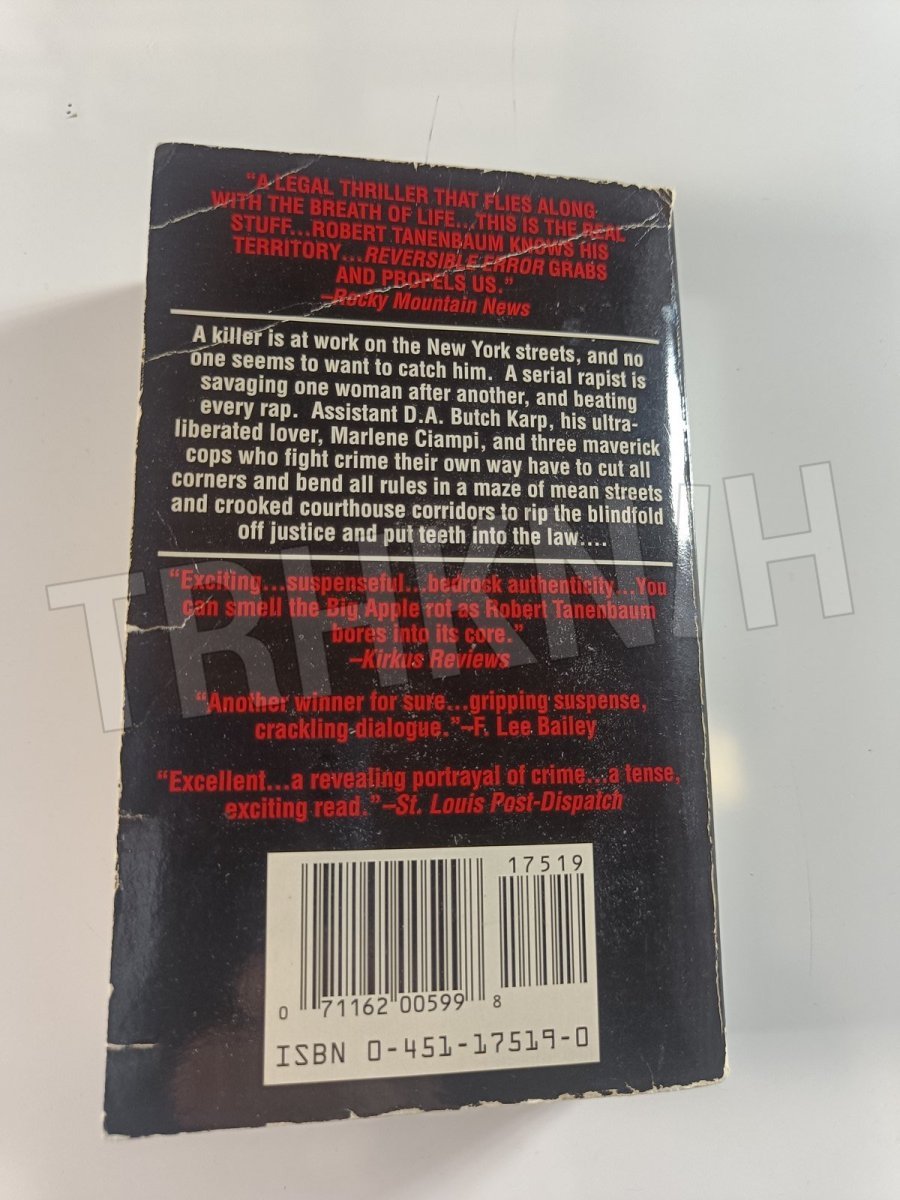 "A LEGAL THRILLER THAT FLIES ALONG
WITH THE BREATH OF LIFE...THIS IS THE REAL
STUFF...ROBERT TANENBAUM KNOWS HIS
TERRITORY...REVERSIBLE ERROR GRABS
AND PROPELS US."
–Rocky Mountain News
A killer is at work on the New York streets, and no
one seems to want to catch him. A serial rapist is
savaging one woman after another, and beating
every rap. Assistant D.A. Butch Karp, his ultra-
liberated lover, Marlene Ciampi, and three maverick
cops who fight crime their own way have to cut all
corners and bend all rules in a maze of mean streets
and crooked courthouse corridors to rip the blindfold
off justice and put teeth into the law....
"Exciting...suspenseful...bedrock authenticity...You
can smell the Big Apple rot as Robert Tanenbaum
bores into its core."
–Kirkus Reviews
"Another winner for sure...gripping suspense,
crackling dialogue."–F. Lee Bailey
"Excellent...a revealing portrayal of crime...a tense,
exciting read."–St. Louis Post-Dispatch
17519
0 71162 00599 8
ISBN 0-451-17519-0
TRHKNJH